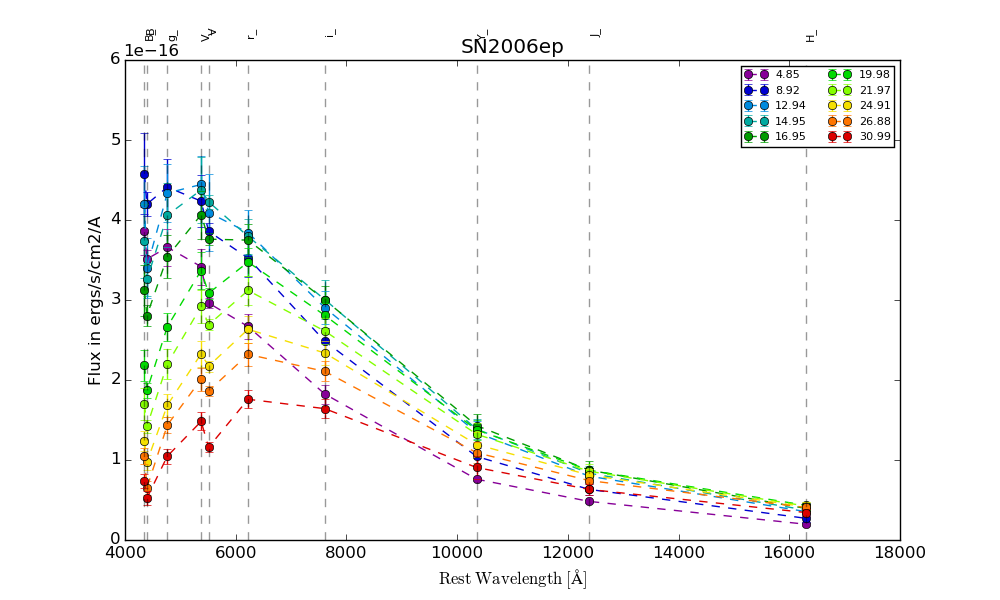 B_
B_
g_
V_
V_
r_
i_
Y_
J_
H_
SN2006ep
1e−16
6
5
4
3
2
1
0
4000 6000 8000 10000 12000 14000 16000 18000
Flux in ergs/s/cm2/A
Rest Wavelength [Å]
4.85 19.98
8.92 21.97
12.94 24.91
14.95 26.88
16.95 30.99